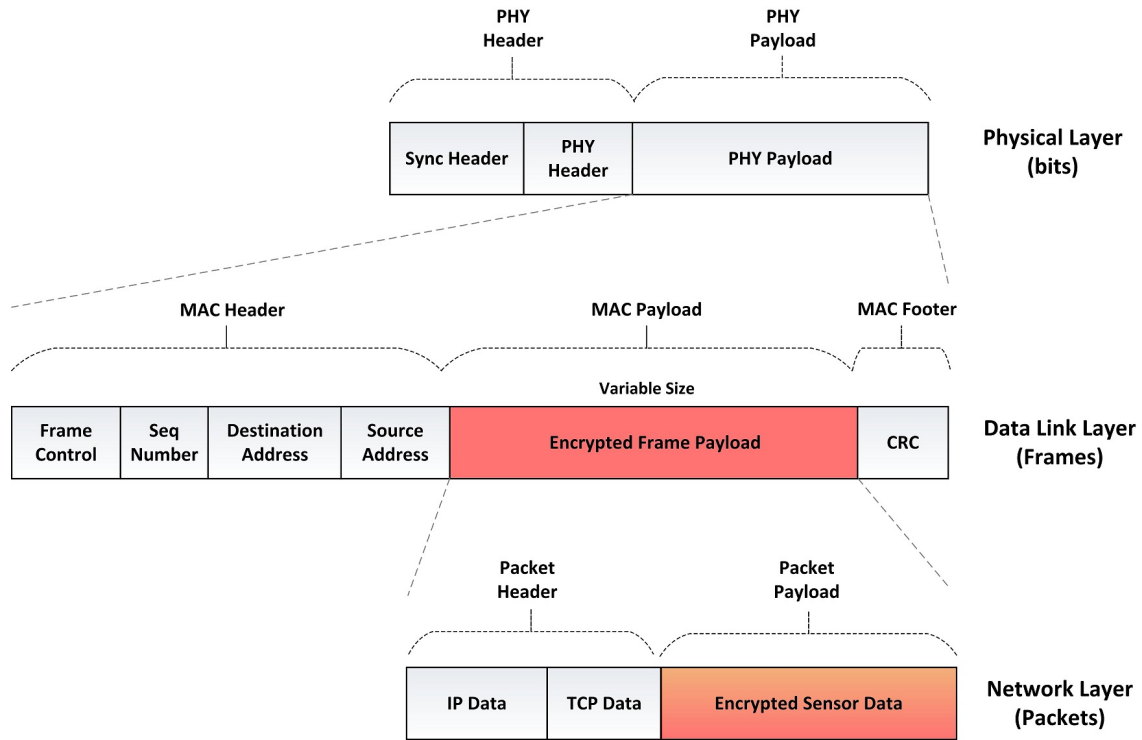 PHY
Header
PHY
Payload
Sync Header
PHY
Header
PHY Payload
Physical Layer
(bits)
MAC Header
MAC Payload
MAC Footer
Variable Size
Frame
Control
Seq
Number
Destination
Address
Source
Address
Encrypted Frame Payload
CRC
Data Link Layer
(Frames)
Packet
Header
Packet
Payload
IP Data
TCP Data
Encrypted Sensor Data
Network Layer
(Packets)